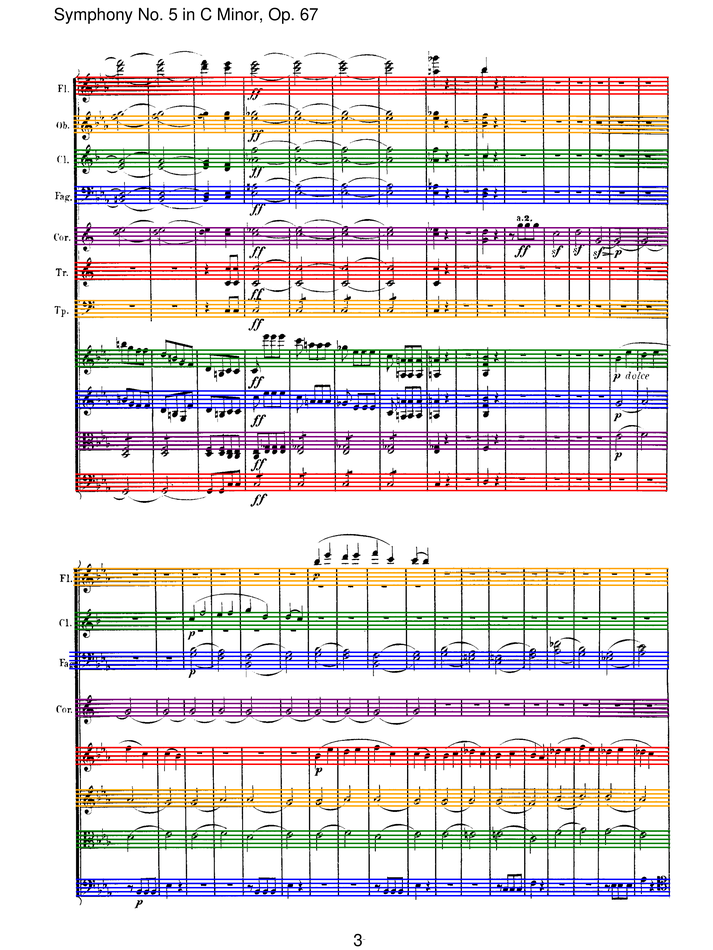 Symphony No. 5 in C Minor, Op. 67
Fl.
ff
Ob.
ff
Cl.
ff
Fag.
ff
a.2.
Cor.
ff ff sf sf sf p
Tr.
ff
Tp.
ff
ff p dolce
ff p
ff p
ff
Fl.
p
Cl.
p
Fag
p
Cor.
p
p
3